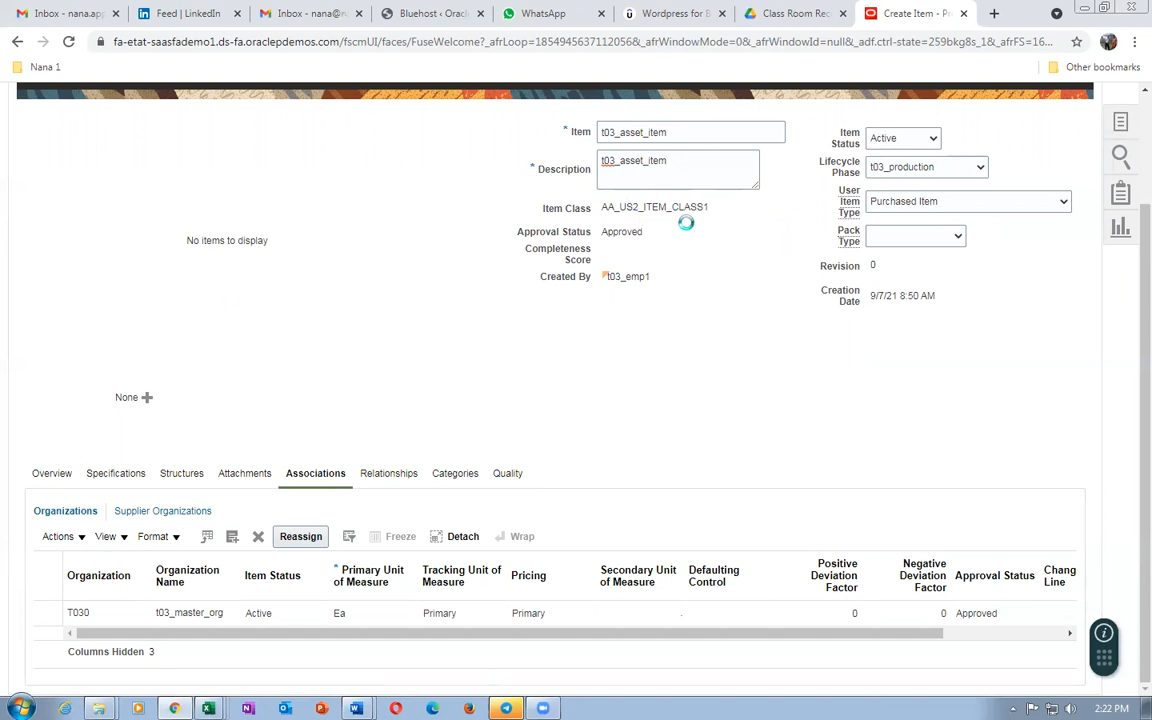 Inbox - nana.app
Feed | LinkedIn
Inbox - nana@n
Bluehost ‹ Orac
WhatsApp
Wordpress for B
Class Room Rec
Create Item - Pr
fa-etat-saasfademo1.ds-fa.oraclepdemos.com/fscmUI/faces/FuseWelcome?_afrLoop=18549456371120568&_afrWindowMode=0&_afrWindowId=null&_adf.ctrl-state=259bkg8s_1&_afrFS=16...
Nana 1
Other bookmarks
* Item t03_asset_item
Item Status Active
* Description t03_asset_item
Lifecycle Phase t03_production
User Item Type Purchased Item
Item Class AA_US2_ITEM_CLASS1
Approval Status Approved
Pack Type
Completeness Score
Revision 0
Created By t03_emp1
Creation Date 9/7/21 8:50 AM
No items to display
None
Overview Specifications Structures Attachments Associations Relationships Categories Quality
Organizations Supplier Organizations
Actions View Format Reassign Freeze Detach Wrap
Organization Organization Name Item Status * Primary Unit of Measure Tracking Unit of Measure Pricing Secondary Unit of Measure Defaulting Control Positive Deviation Factor Negative Deviation Factor Approval Status Chang Line
T030 t03_master_org Active Ea Primary Primary 0 0 Approved
Columns Hidden 3
2:22 PM